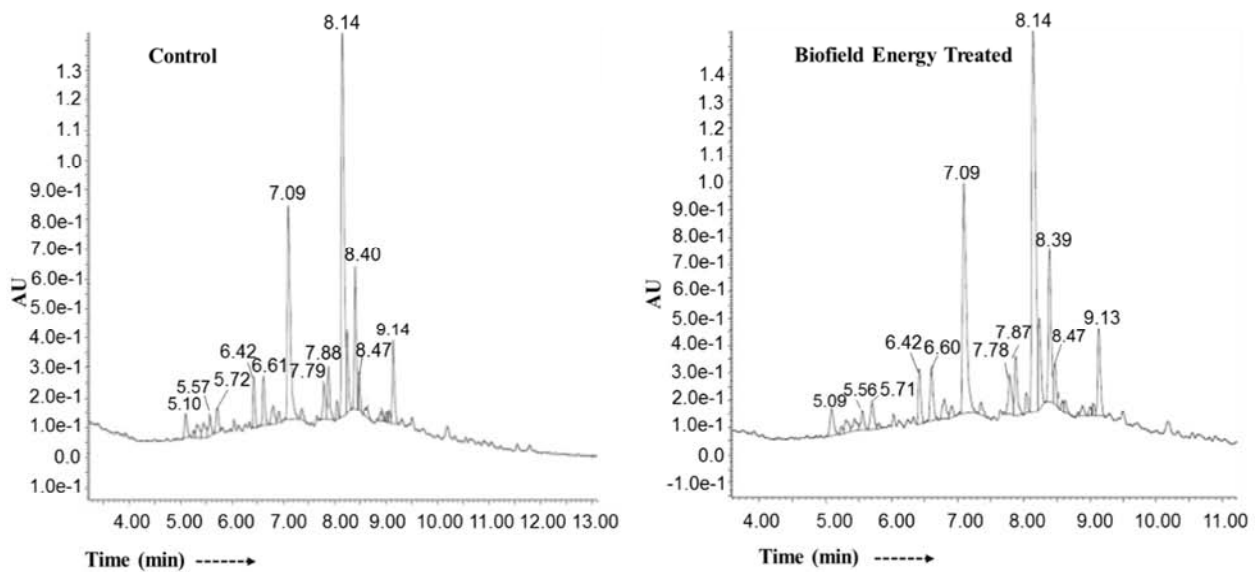 Control
AU
1.3
1.2
1.1
1.0
9.0e-1
8.0e-1
7.0e-1
6.0e-1
5.0e-1
4.0e-1
3.0e-1
2.0e-1
1.0e-1
0.0
1.0e-1
5.10
5.57
5.72
6.42
6.61
7.09
7.79
7.88
8.14
8.40
8.47
9.14
4.00 5.00 6.00 7.00 8.00 9.00 10.00 11.00 12.00 13.00
Time (min)
Biofield Energy Treated
AU
1.4
1.3
1.2
1.1
1.0
9.0e-1
8.0e-1
7.0e-1
6.0e-1
5.0e-1
4.0e-1
3.0e-1
2.0e-1
1.0e-1
0.0
-1.0e-1
5.09
5.56
5.71
6.42
6.60
7.09
7.78
7.87
8.14
8.39
8.47
9.13
4.00 5.00 6.00 7.00 8.00 9.00 10.00 11.00
Time (min)